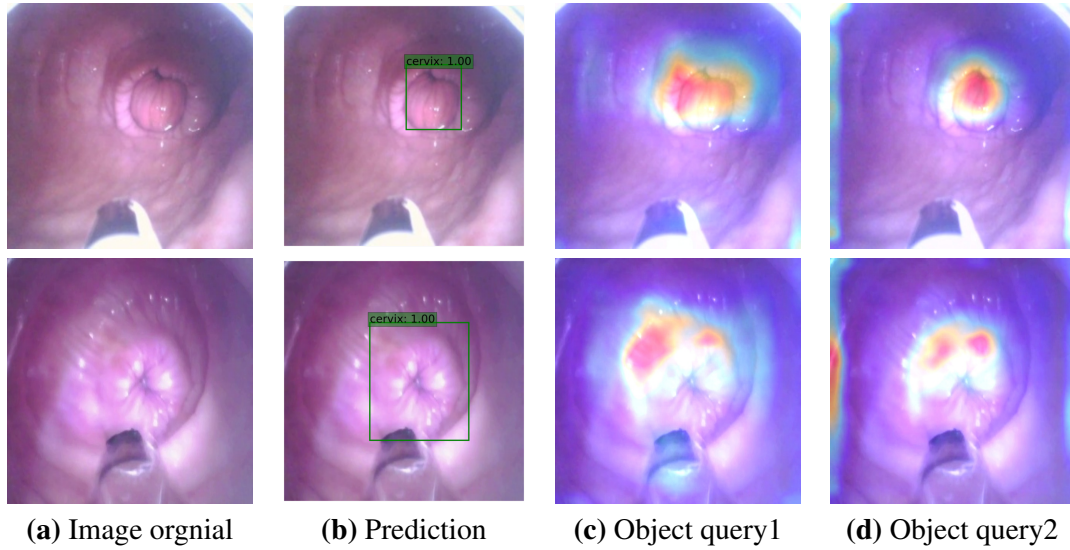 cervix: 1.00
cervix: 1.00
(a) Image orgnial
(b) Prediction
(c) Object query1
(d) Object query2